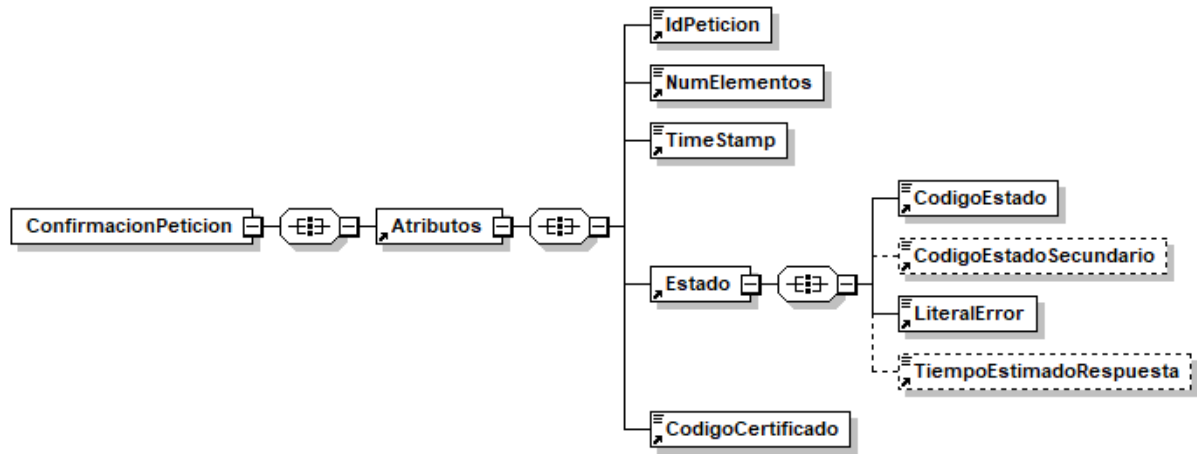 IdPeticion
NumElementos
TimeStamp
ConfirmacionPeticion
Atributos
Estado
CodigoEstado
CodigoEstadoSecundario
LiteralError
TiempoEstimadoRespuesta
CodigoCertificado